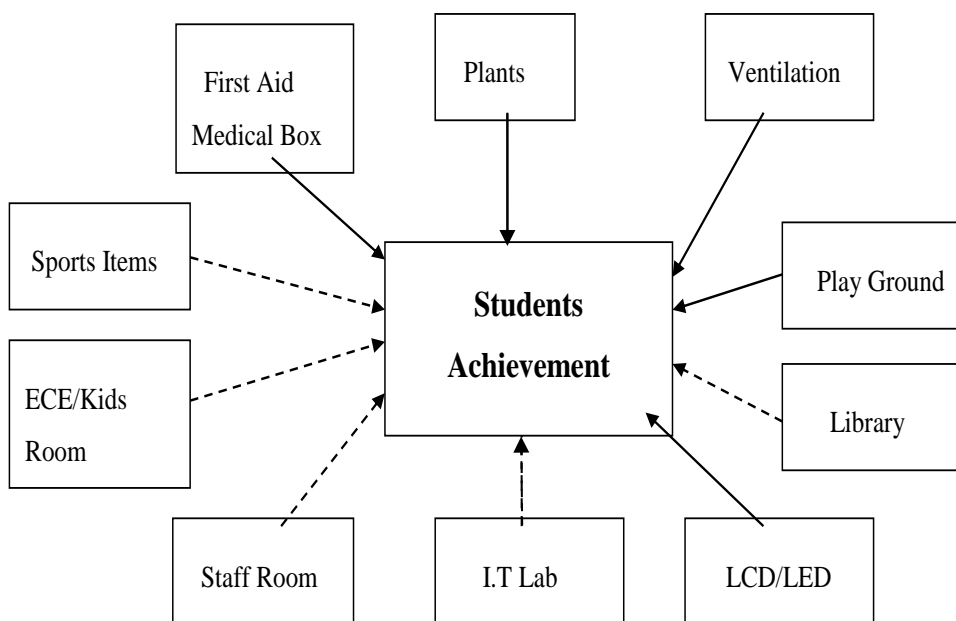 First Aid
Medical Box
Plants
Ventilation
Sports Items
Students
Achievement
Play Ground
ECE/Kids
Room
Library
Staff Room
I.T Lab
LCD/LED